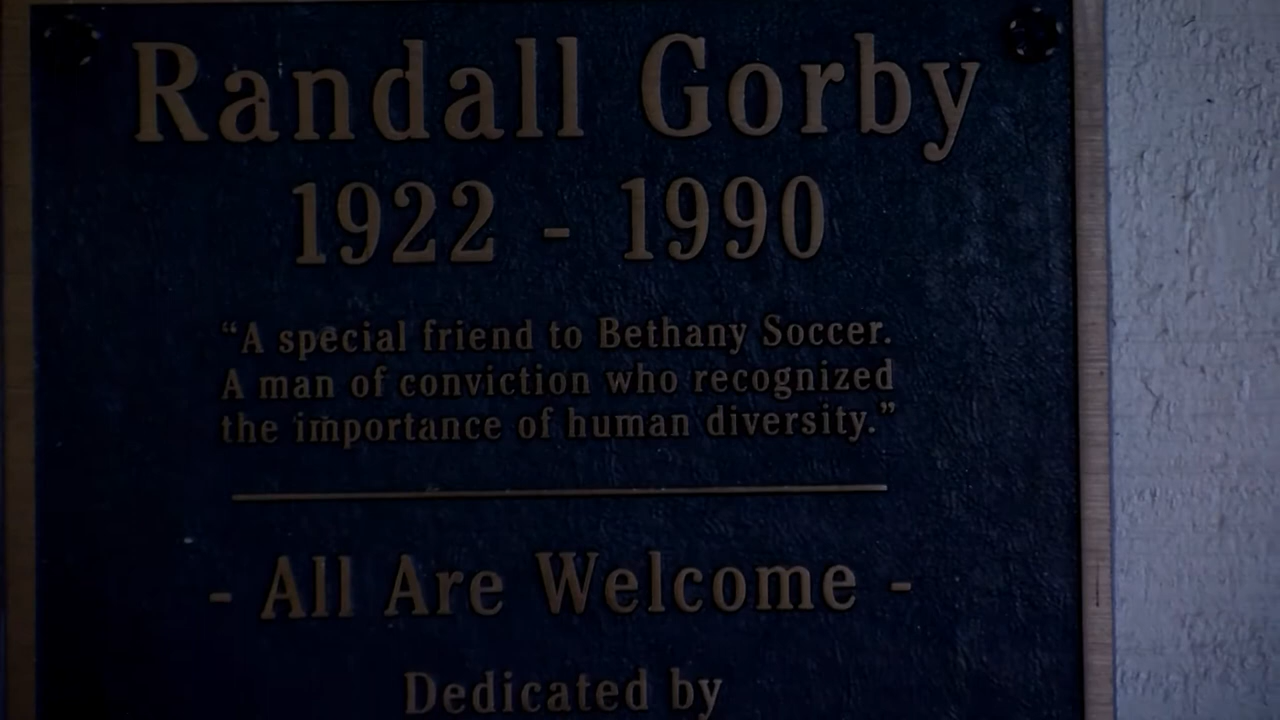 Randall Gorby
1922 - 1990
“A special friend to Bethany Soccer.
A man of conviction who recognized
the importance of human diversity.”
- All Are Welcome -
Dedicated by